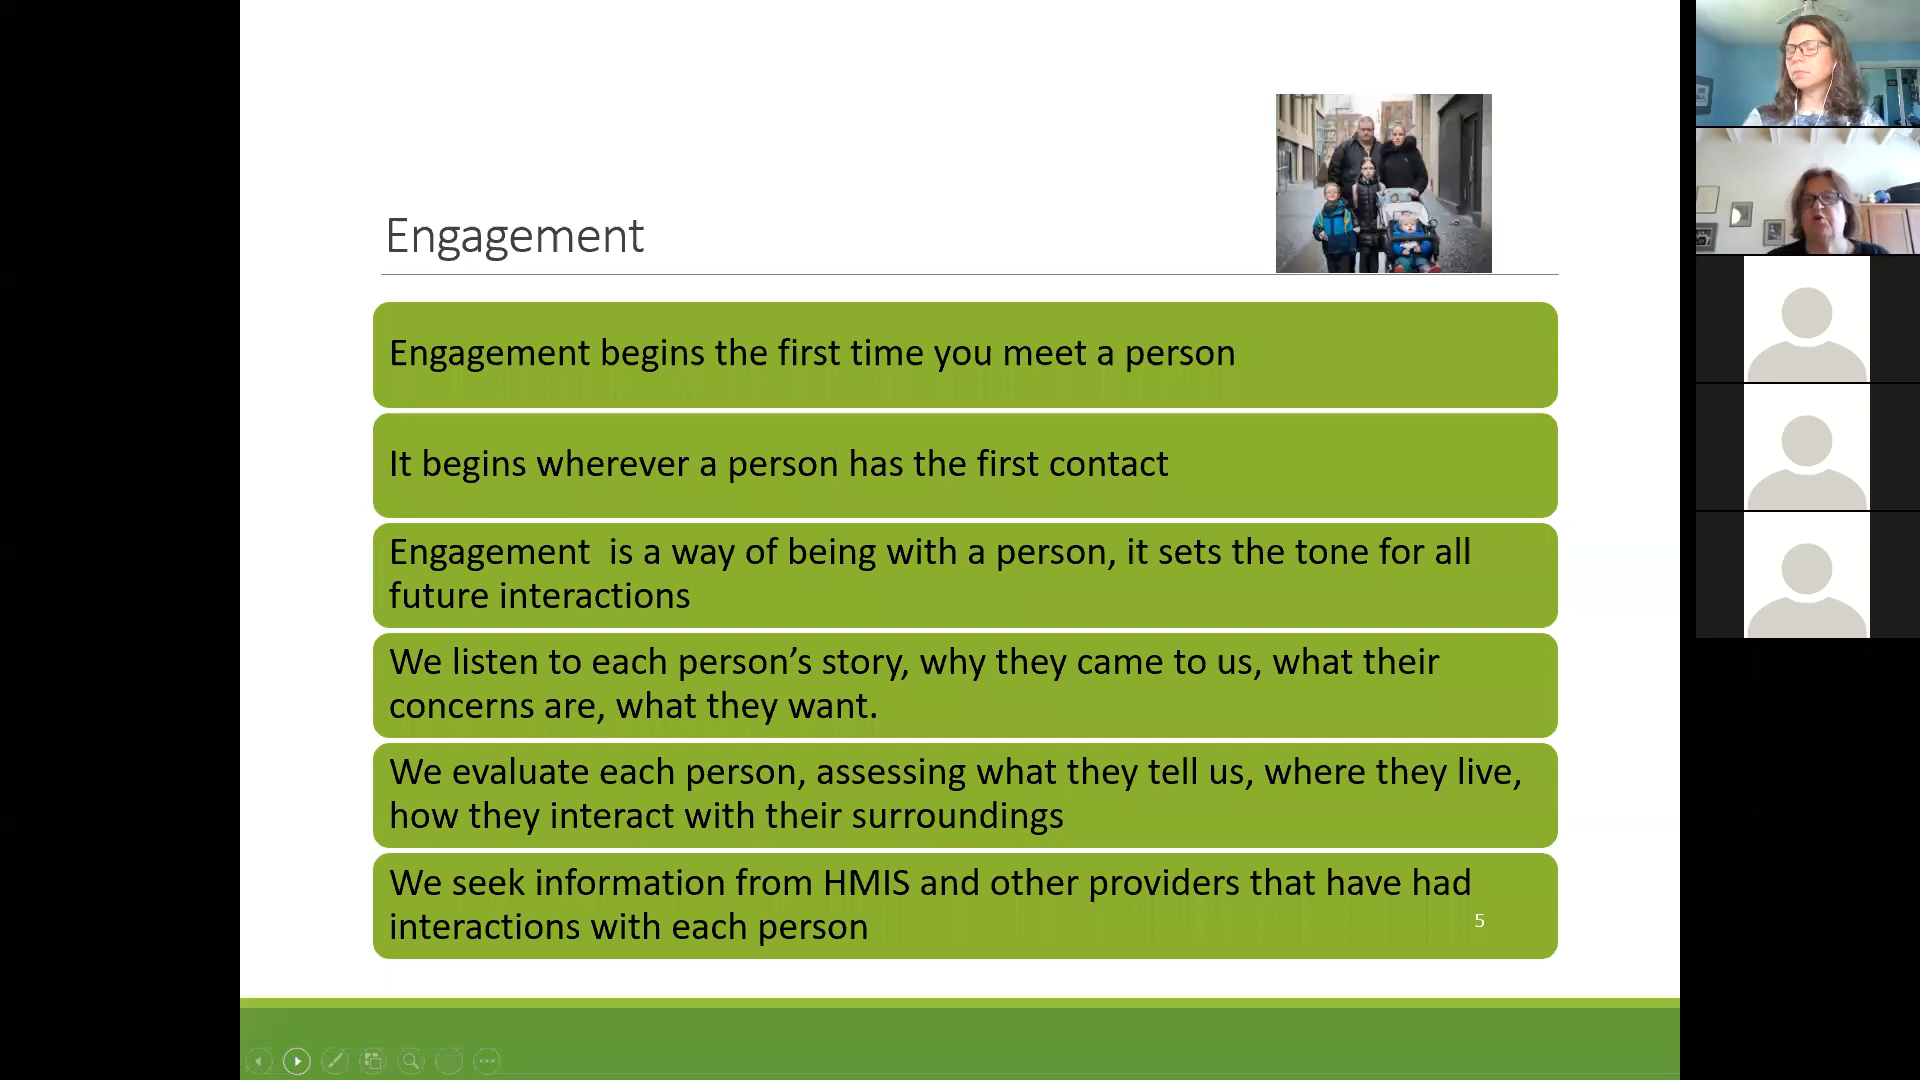 Engagement
Engagement begins the first time you meet a person
It begins wherever a person has the first contact
Engagement  is a way of being with a person, it sets the tone for all
future interactions
We listen to each person’s story, why they came to us, what their
concerns are, what they want.
We evaluate each person, assessing what they tell us, where they live,
how they interact with their surroundings
We seek information from HMIS and other providers that have had
interactions with each person
5